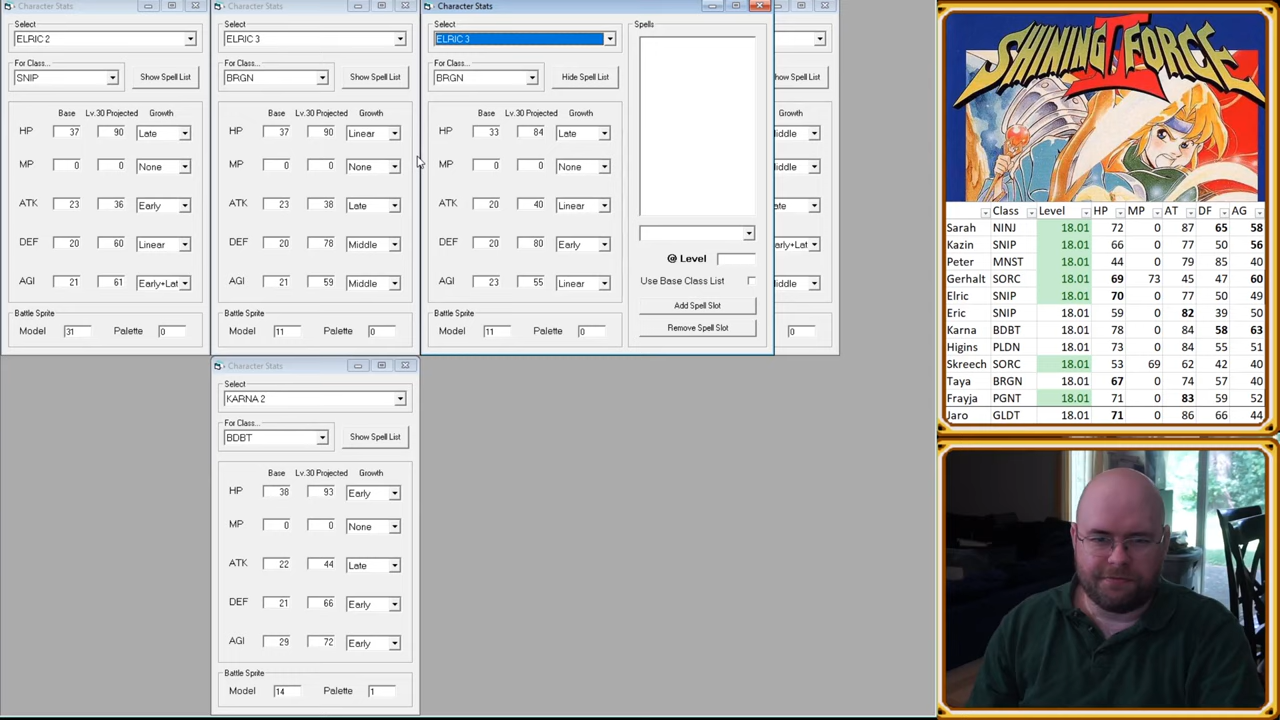 Character Stats
Select
ELRIC 2
For Class...
SNIP
Show Spell List
Base Lv.30 Projected Growth
HP 37 90 Late
MP 0 0 None
ATK 23 36 Early
DEF 20 60 Linear
AGI 21 61 Early+Lat
Battle Sprite
Model 31 Palette 0
Character Stats
Select
ELRIC 3
For Class...
BRGN
Show Spell List
Base Lv.30 Projected Growth
HP 37 90 Linear
MP 0 0 None
ATK 23 38 Late
DEF 20 78 Middle
AGI 21 59 Middle
Battle Sprite
Model 11 Palette 0
Character Stats
Select
ELRIC 3
For Class...
BRGN
Hide Spell List
Base Lv.30 Projected Growth
HP 33 84 Late
MP 0 0 None
ATK 20 40 Linear
DEF 20 80 Early
AGI 23 55 Linear
Battle Sprite
Model 11 Palette 0
Spells
@ Level
Use Base Class List
Add Spell Slot
Remove Spell Slot
Growth
0
Character Stats
Select
KARNA 2
For Class...
BDBT
Show Spell List
Base Lv.30 Projected Growth
HP 38 93 Early
MP 0 0 None
ATK 22 44 Late
DEF 21 66 Early
AGI 29 72 Early
Battle Sprite
Model 14 Palette 1
SHINING FORCE II
Class Level HP MP AT DF AG
Sarah NINJ 18.01 72 0 87 65 58
Kazin SNIP 18.01 66 0 77 50 56
Peter MNST 18.01 44 0 79 85 40
Gerhalt SORC 18.01 69 73 45 44 60
Elric SNIP 18.01 70 0 77 50 49
Eric SNIP 18.01 59 0 82 39 50
Karna BDBT 18.01 78 0 84 58 63
Higins PLDN 18.01 73 0 84 55 51
Skreech SORC 18.01 53 69 62 42 40
Taya BRGN 18.01 67 0 74 57 40
Frayja PGNT 18.01 71 0 83 59 52
Jaro GLDT 18.01 71 0 86 66 44